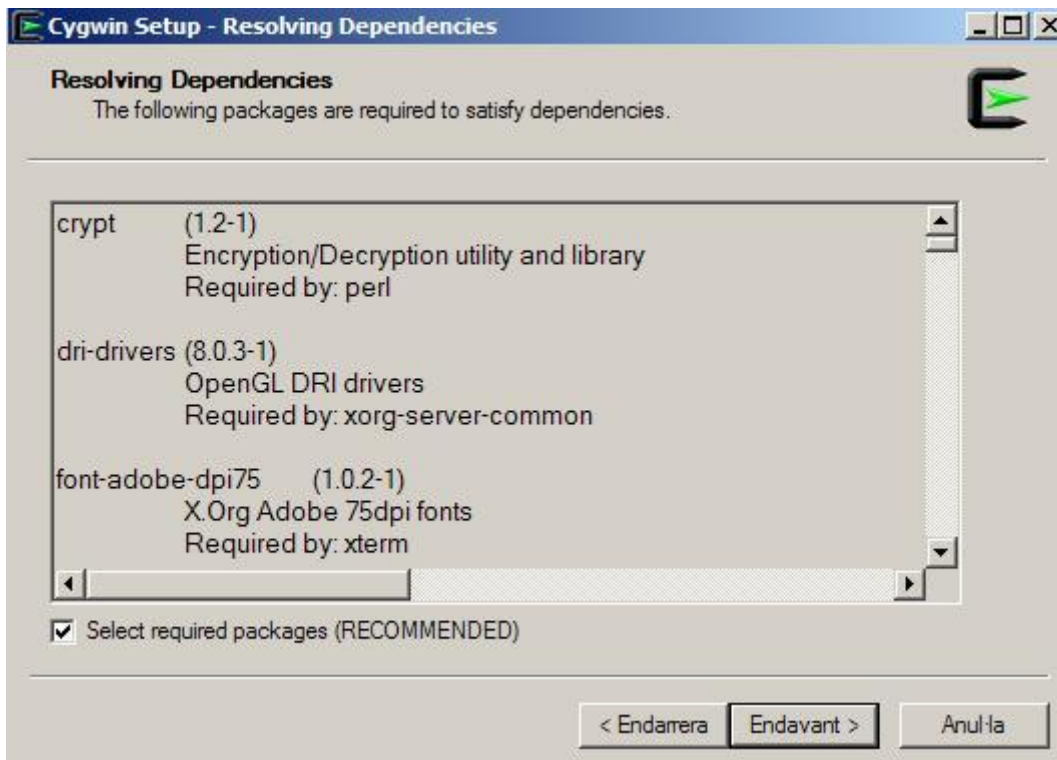 Cygwin Setup - Resolving Dependencies
Resolving Dependencies
The following packages are required to satisfy dependencies.
crypt (1.2-1)
Encryption/Decryption utility and library
Required by: perl
dri-drivers (8.0.3-1)
OpenGL DRI drivers
Required by: xorg-server-common
font-adobe-dpi75 (1.0.2-1)
X.Org Adobe 75dpi fonts
Required by: xterm
Select required packages (RECOMMENDED)
< Endarrera Endavant > Anul·la